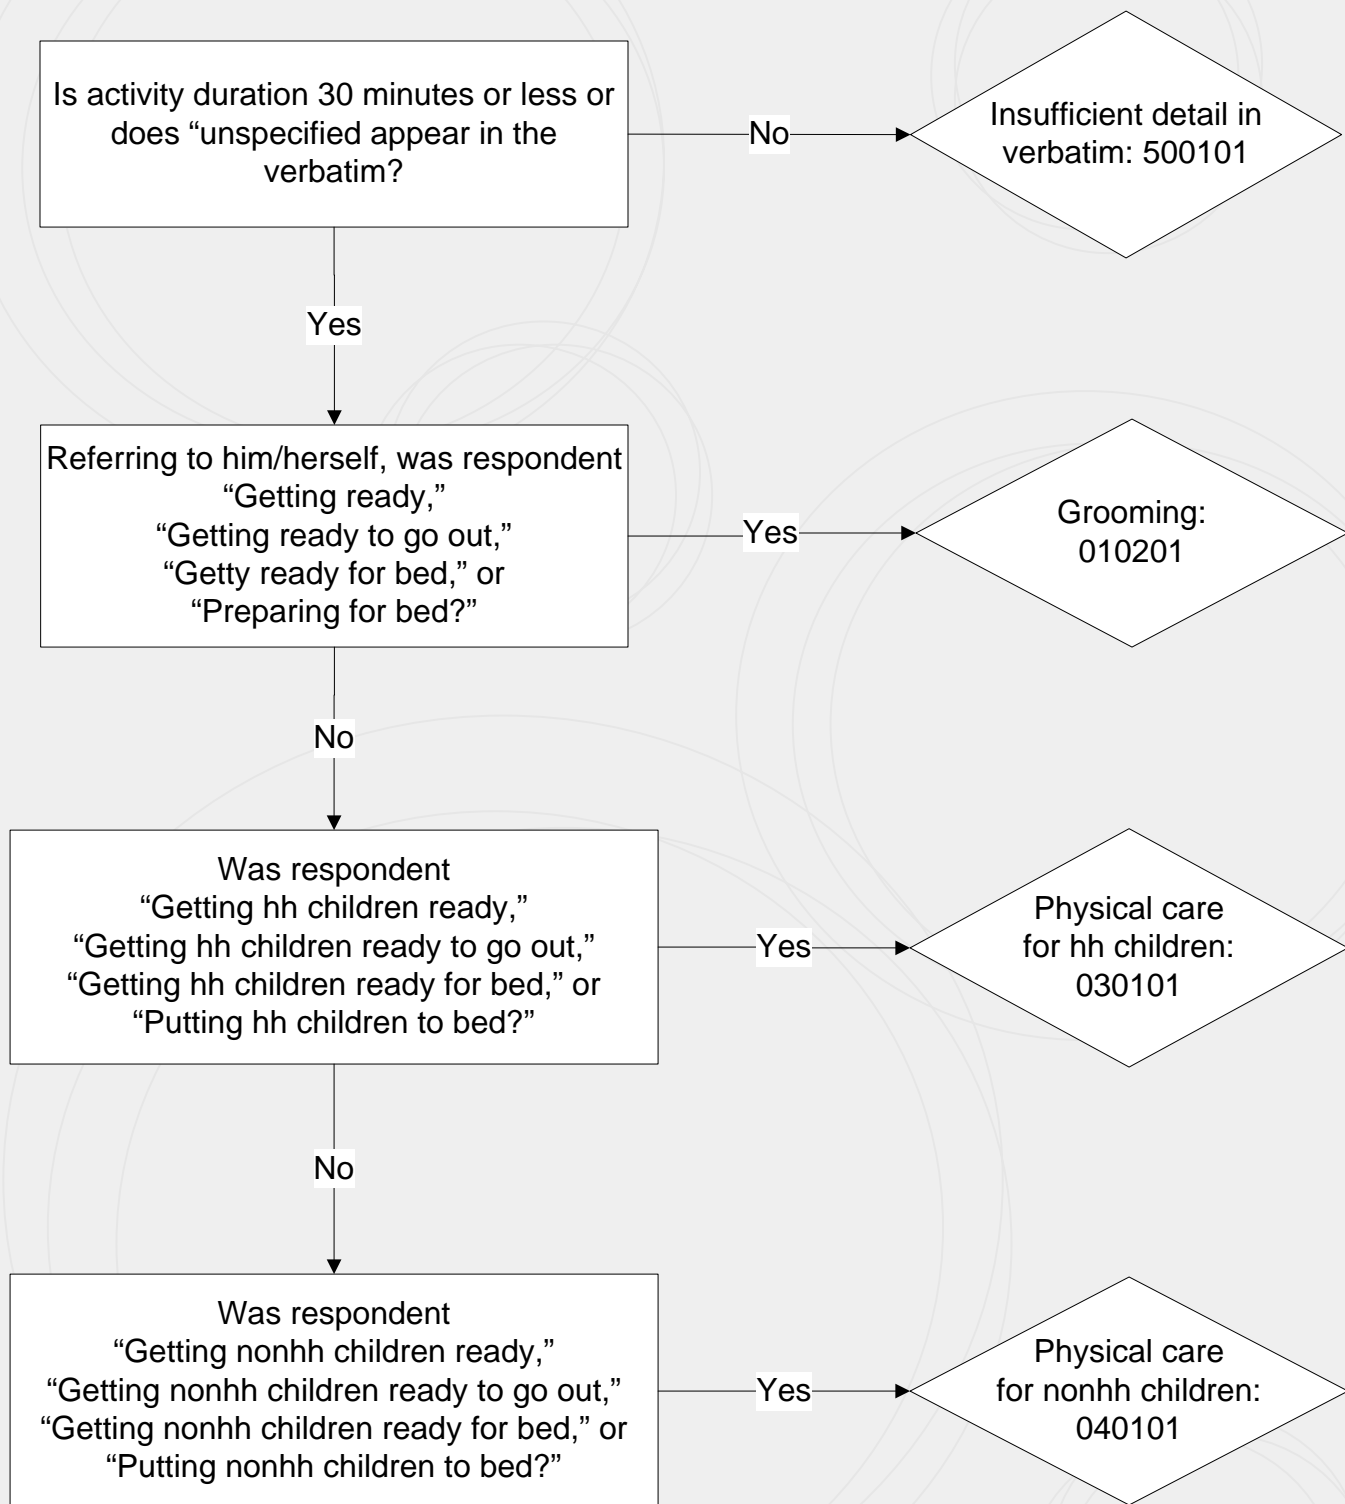 Is activity duration 30 minutes or less or
does “unspecified appear in the
verbatim?
No
Insufficient detail in
verbatim: 500101
Yes
Referring to him/herself, was respondent
“Getting ready,”
“Getting ready to go out,”
“Getty ready for bed,” or
“Preparing for bed?”
Yes
Grooming:
010201
No
Was respondent
“Getting hh children ready,”
“Getting hh children ready to go out,”
“Getting hh children ready for bed,” or
“Putting hh children to bed?”
Yes
Physical care
for hh children:
030101
No
Was respondent
“Getting nonhh children ready,”
“Getting nonhh children ready to go out,”
“Getting nonhh children ready for bed,” or
“Putting nonhh children to bed?”
Yes
Physical care
for nonhh children:
040101